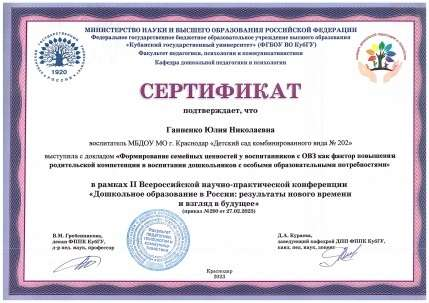 МИНИСТЕРСТВО НАУКИ И ВЫСШЕГО ОБРАЗОВАНИЯ РОССИЙСКОЙ ФЕДЕРАЦИИ
Федеральное государственное бюджетное образовательное учреждение высшего образования
«Кубанский государственный университет» (ФГБОУ ВО КубГУ)
Факультет педагогики, психологии и коммуникативистики
Кафедра дошкольной педагогики и психологии
1920
СЕРТИФИКАТ
подтверждает, что
Ганненко Юлия Николаевна
воспитатель МБДОУ МО г. Краснодар «Детский сад комбинированного вида № 202»
выступила с докладом «Формирование семейных ценностей у воспитанников с ОВЗ как фактор повышения
родительской компетенции в воспитании дошкольников с особыми образовательными потребностями»
в рамках II Всероссийской научно-практической конференции
«Дошкольное образование в России: результаты нового времени
и взгляд в будущее»
(приказ №290 от 27.02.2023)
В.М. Гребенникова,
декан ФППК КубГУ,
д-р пед. наук, профессор
Д.А. Кураева,
заведующий кафедрой ДПП ФППК КубГУ,
канд. пед. наук, доцент
Краснодар
2023